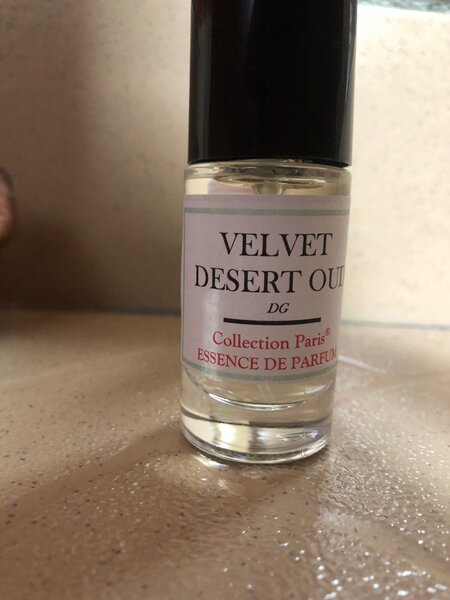 VELVET
DESERT OUD
DG
Collection Paris®
ESSENCE DE PARFUM